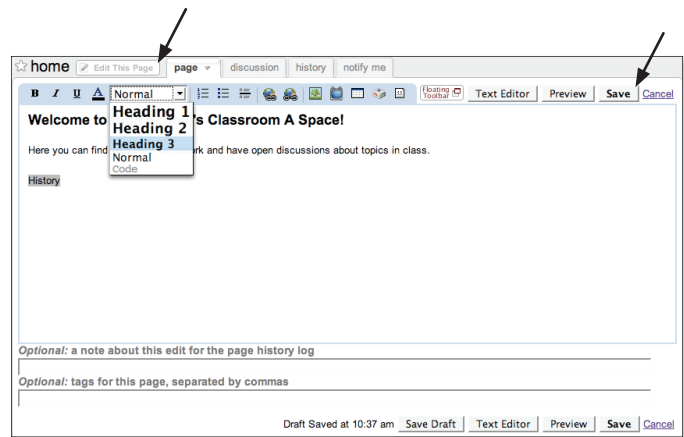 home Edit This Page page discussion history notify me
B I U A Normal Floating Toolbar Text Editor Preview Save Cancel
Heading 1
Heading 2
Heading 3
Normal
Code
Welcome to 's Classroom A Space!
Here you can find rk and have open discussions about topics in class.
History
Optional: a note about this edit for the page history log
Optional: tags for this page, separated by commas
Draft Saved at 10:37 am Save Draft Text Editor Preview Save Cancel